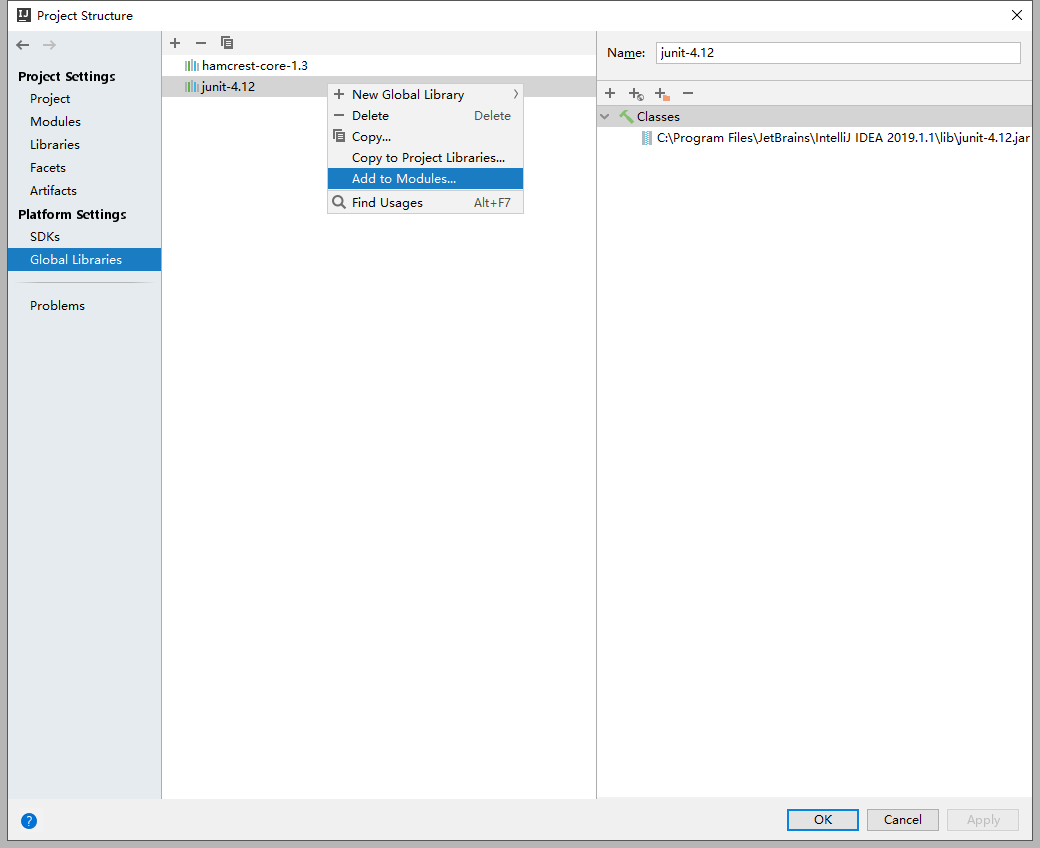 Project Structure
Project Settings
Project
Modules
Libraries
Facets
Artifacts
Platform Settings
SDKs
Global Libraries
Problems
hamcrest-core-1.3
junit-4.12
New Global Library
Delete Delete
Copy...
Copy to Project Libraries...
Add to Modules...
Find Usages Alt+F7
Name: junit-4.12
Classes
C:\Program Files\JetBrains\IntelliJ IDEA 2019.1.1\lib\junit-4.12.jar
?
OK Cancel Apply